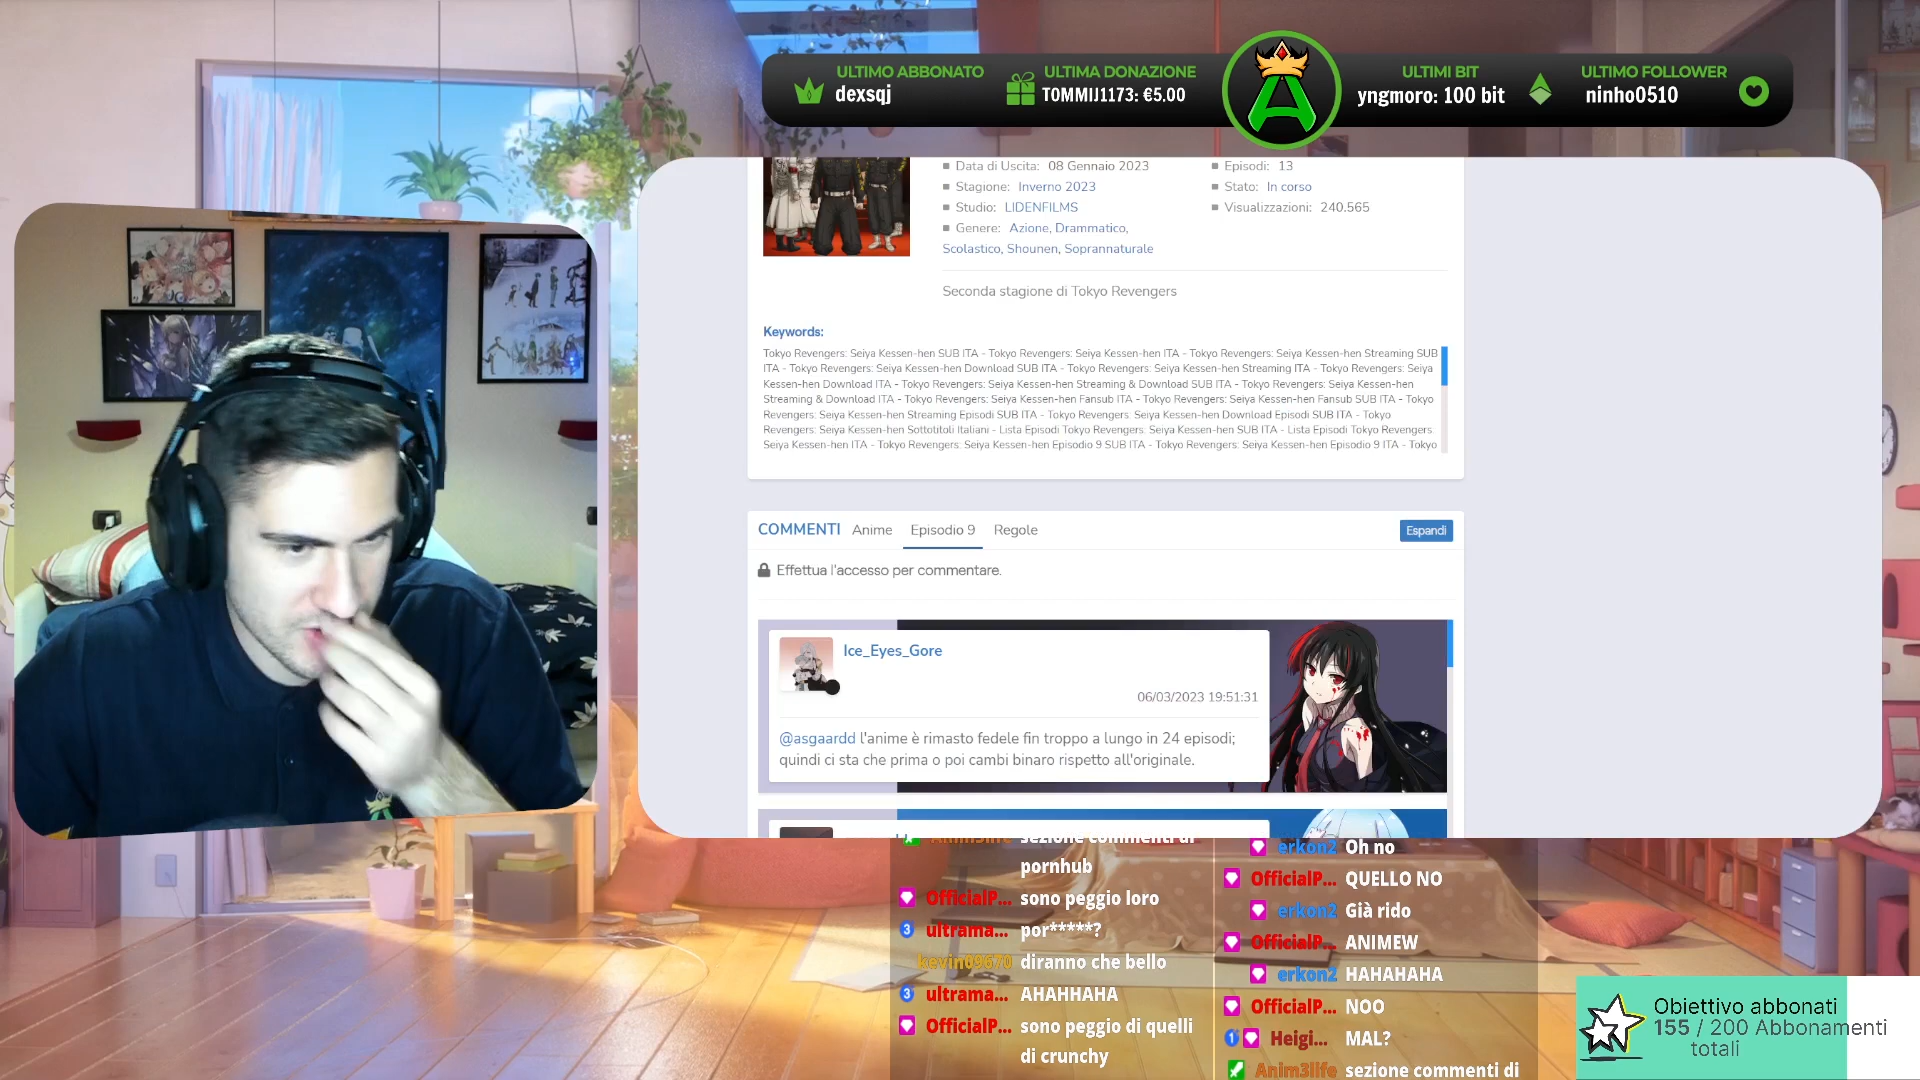 ULTIMO ABBONATO
dexsqj
ULTIMA DONAZIONE
T0MMIJ1173: €5.00
ULTIMI BIT
yngmoro: 100 bit
ULTIMO FOLLOWER
ninho0510
Data di Uscita: 08 Gennaio 2023
Stagione: Inverno 2023
Studio: LIDENFILMS
Genere: Azione, Drammatico,
Scolastico, Shounen, Soprannaturale
Episodi: 13
Stato: In corso
Visualizzazioni: 240.565
Seconda stagione di Tokyo Revengers
Keywords:
Tokyo Revengers: Seiya Kessen-hen SUB ITA - Tokyo Revengers: Seiya Kessen-hen ITA - Tokyo Revengers: Seiya Kessen-hen Streaming SUB
ITA - Tokyo Revengers: Seiya Kessen-hen Download SUB ITA - Tokyo Revengers: Seiya Kessen-hen Streaming ITA - Tokyo Revengers: Seiya
Kessen-hen Download ITA - Tokyo Revengers: Seiya Kessen-hen Streaming & Download SUB ITA - Tokyo Revengers: Seiya Kessen-hen
Streaming & Download ITA - Tokyo Revengers: Seiya Kessen-hen Fansub ITA - Tokyo Revengers: Seiya Kessen-hen Fansub SUB ITA - Tokyo
Revengers: Seiya Kessen-hen Streaming Episodi SUB ITA - Tokyo Revengers: Seiya Kessen-hen Download Episodi SUB ITA - Tokyo
Revengers: Seiya Kessen-hen Sottotitoli Italiani - Lista Episodi Tokyo Revengers: Seiya Kessen-hen SUB ITA - Lista Episodi Tokyo Revengers:
Seiya Kessen-hen ITA - Tokyo Revengers: Seiya Kessen-hen Episodio 9 SUB ITA - Tokyo Revengers: Seiya Kessen-hen Episodio 9 ITA - Tokyo
COMMENTI Anime Episodio 9 Regole
Espandi
Effettua l'accesso per commentare.
Ice_Eyes_Gore
06/03/2023 19:51:31
@asgaardd l'anime è rimasto fedele fin troppo a lungo in 24 episodi;
quindi ci sta che prima o poi cambi binaro rispetto all'originale.
Anim3life sezione commenti di
pornhub
OfficialP... sono peggio loro
ultrama... por*****?
kevin09670 diranno che bello
ultrama... AHAHHAHA
OfficialP... sono peggio di quelli
di crunchy
erkon2 Oh no
OfficialP... QUELLO NO
erkon2 Già rido
OfficialP... ANIMEW
erkon2 HAHAHAHA
OfficialP... NOO
Heigi... MAL?
Anim3life sezione commenti di
Obiettivo abbonati
155 / 200 Abbonamenti
totali